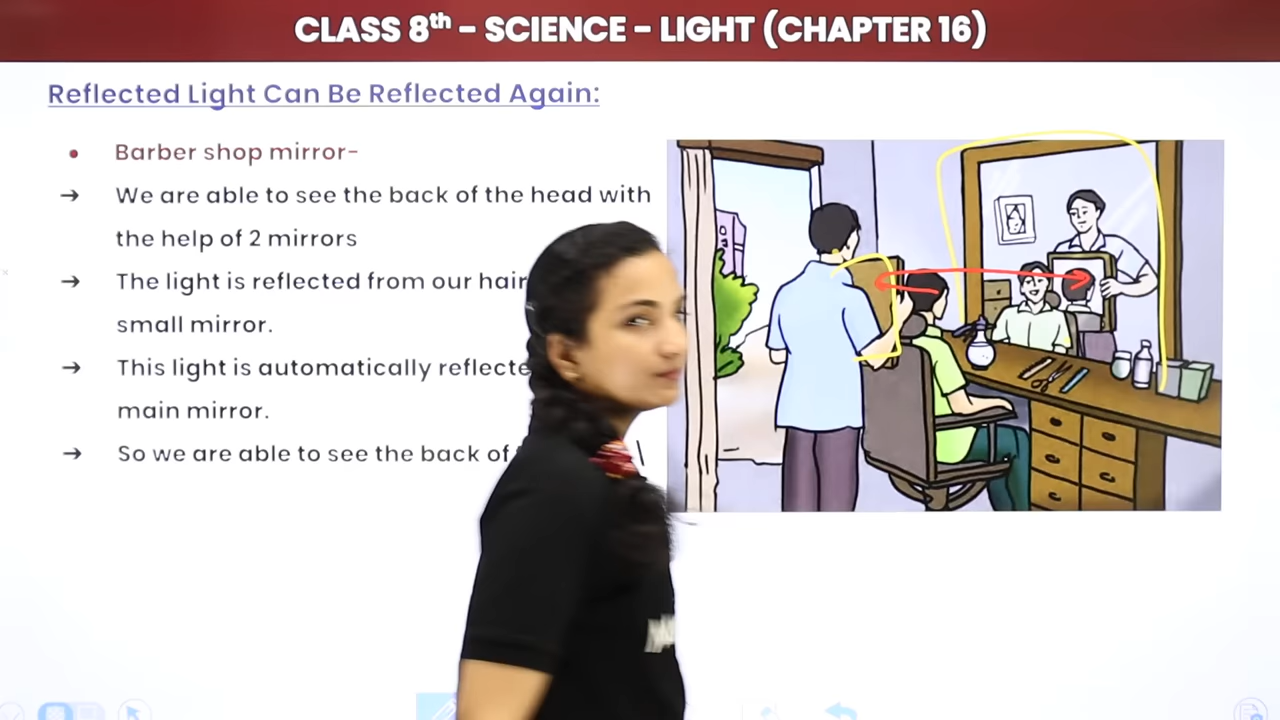 CLASS 8th - SCIENCE - LIGHT (CHAPTER 16)
Reflected Light Can Be Reflected Again:
• Barber shop mirror-
→ We are able to see the back of the head with
the help of 2 mirrors
→ The light is reflected from our hair
small mirror.
→ This light is automatically
main mirror.
→ So we are able to see the back of